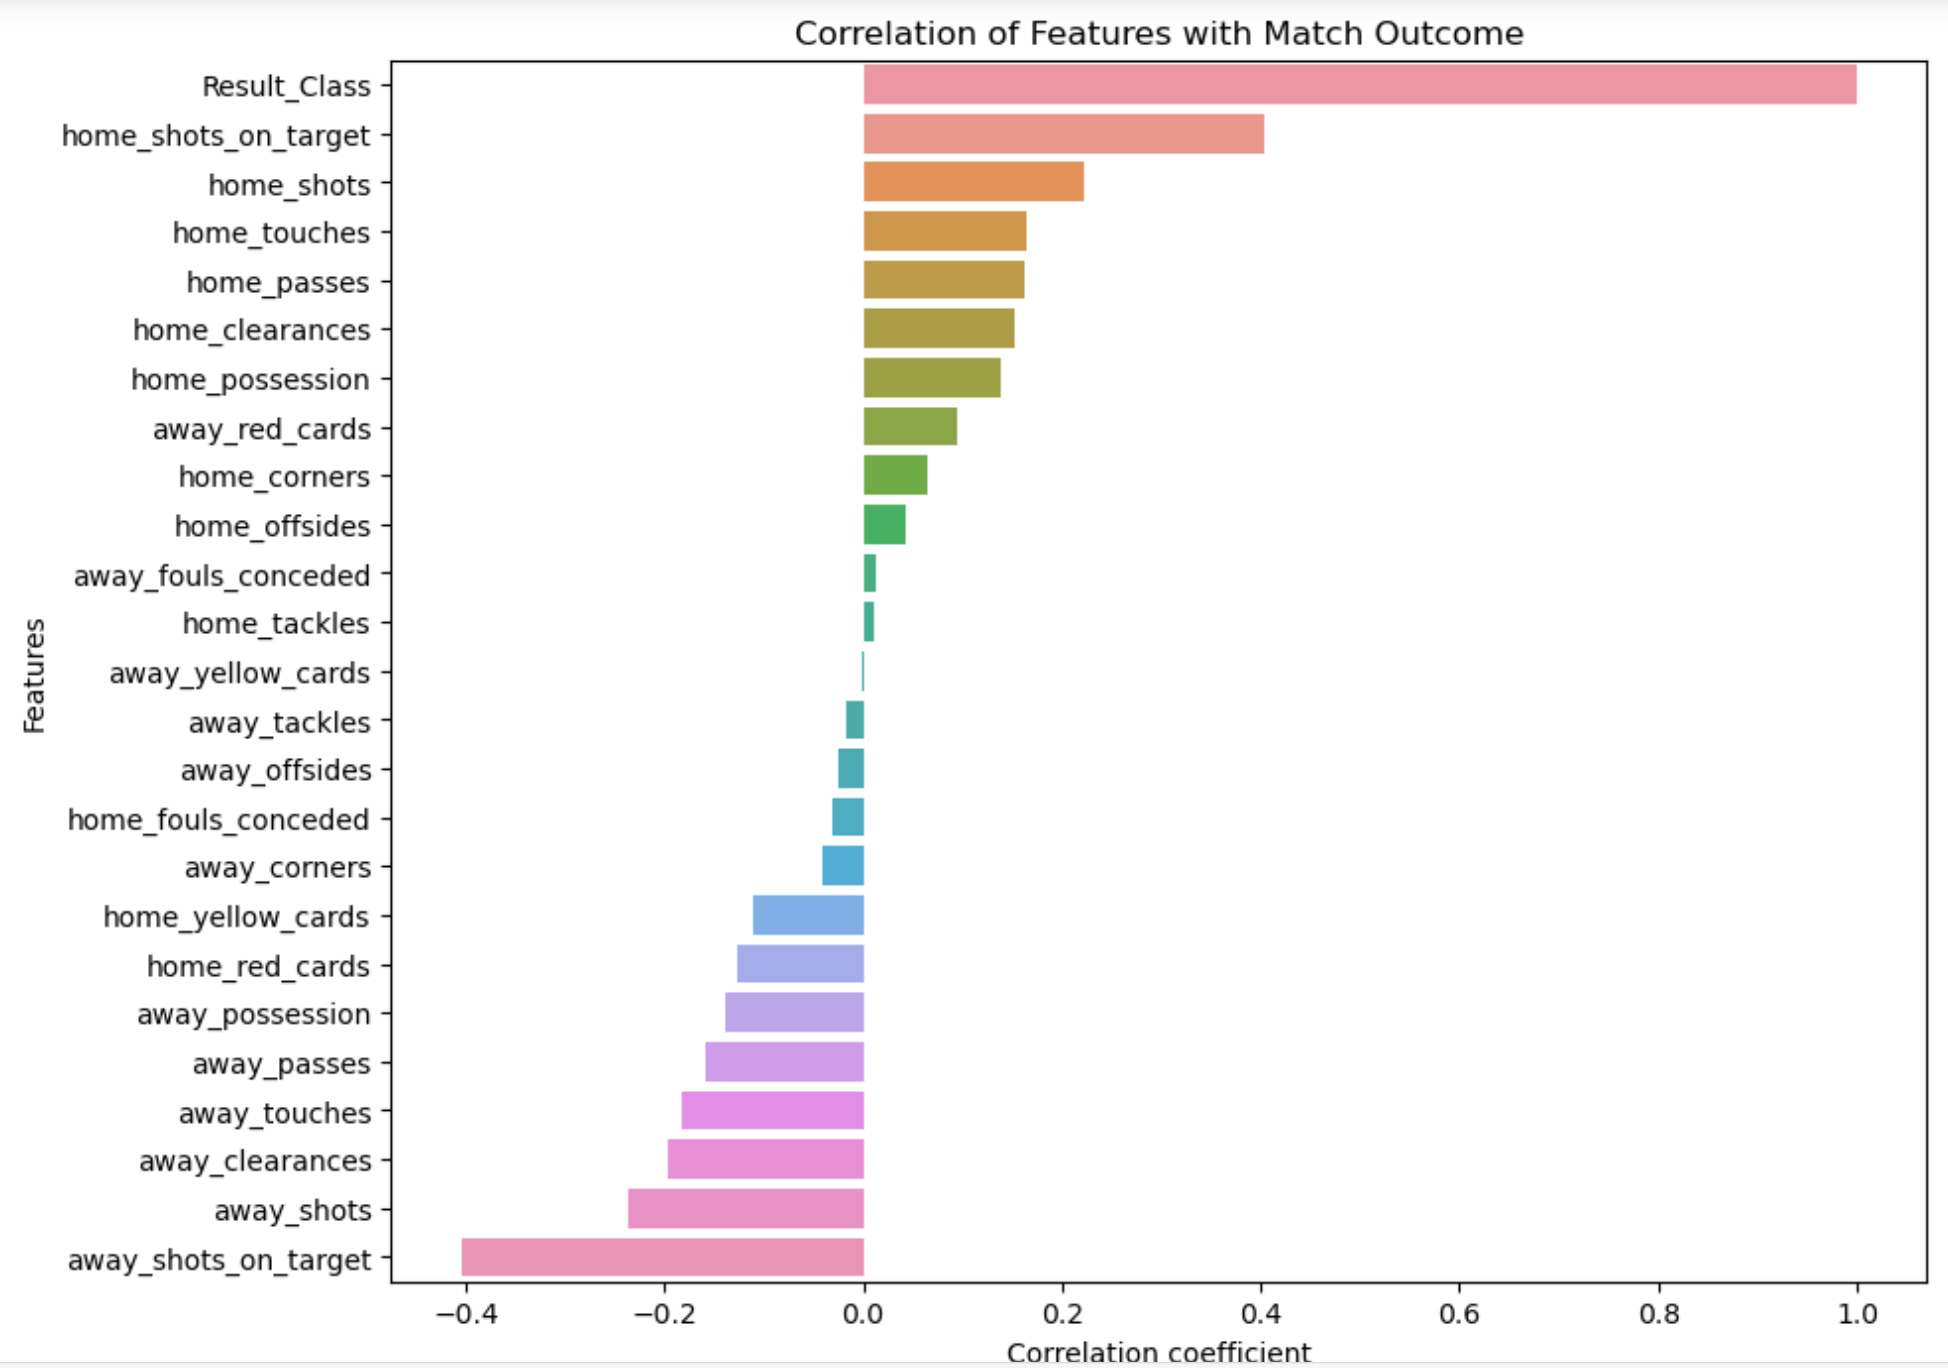 Correlation of Features with Match Outcome
Result_Class
home_shots_on_target
home_shots
home_touches
home_passes
home_clearances
home_possession
away_red_cards
home_corners
home_offsides
away_fouls_conceded
home_tackles
away_yellow_cards
away_tackles
away_offsides
home_fouls_conceded
away_corners
home_yellow_cards
home_red_cards
away_possession
away_passes
away_touches
away_clearances
away_shots
away_shots_on_target
Features
−0.4 −0.2 0.0 0.2 0.4 0.6 0.8 1.0
Correlation coefficient